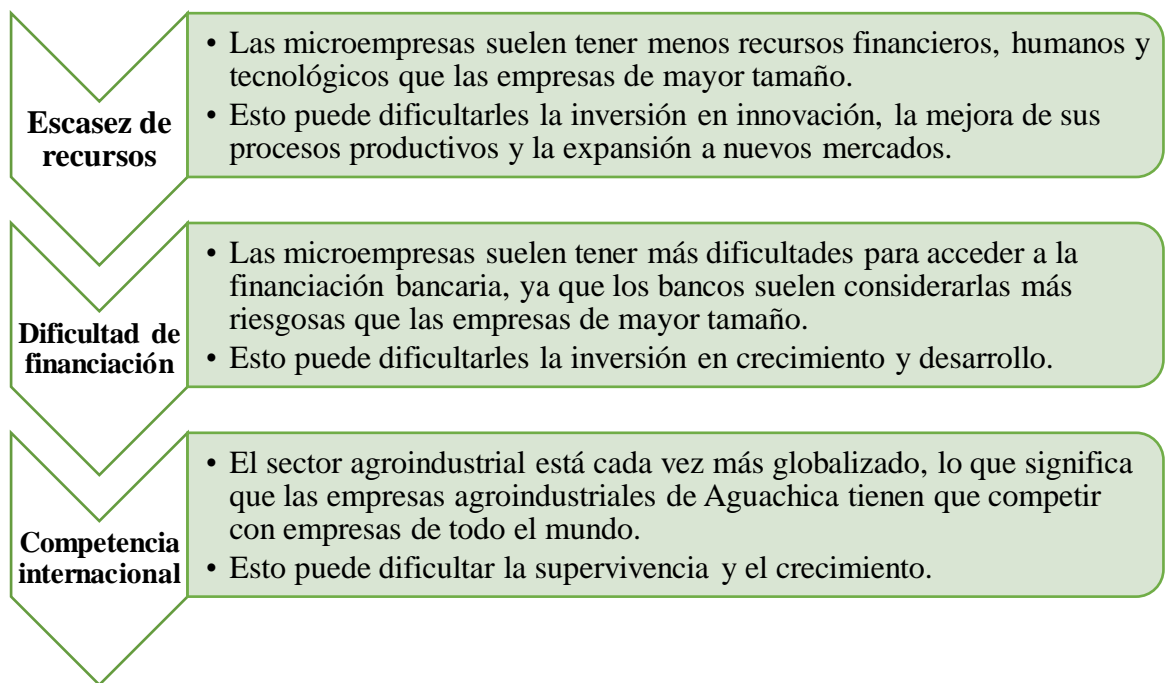 Escasez de
recursos
• Las microempresas suelen tener menos recursos financieros, humanos y
tecnológicos que las empresas de mayor tamaño.
• Esto puede dificultarles la inversión en innovación, la mejora de sus
procesos productivos y la expansión a nuevos mercados.
Dificultad de
financiación
• Las microempresas suelen tener más dificultades para acceder a la
financiación bancaria, ya que los bancos suelen considerarlas más
riesgosas que las empresas de mayor tamaño.
• Esto puede dificultarles la inversión en crecimiento y desarrollo.
Competencia
internacional
• El sector agroindustrial está cada vez más globalizado, lo que significa
que las empresas agroindustriales de Aguachica tienen que competir
con empresas de todo el mundo.
• Esto puede dificultar la supervivencia y el crecimiento.